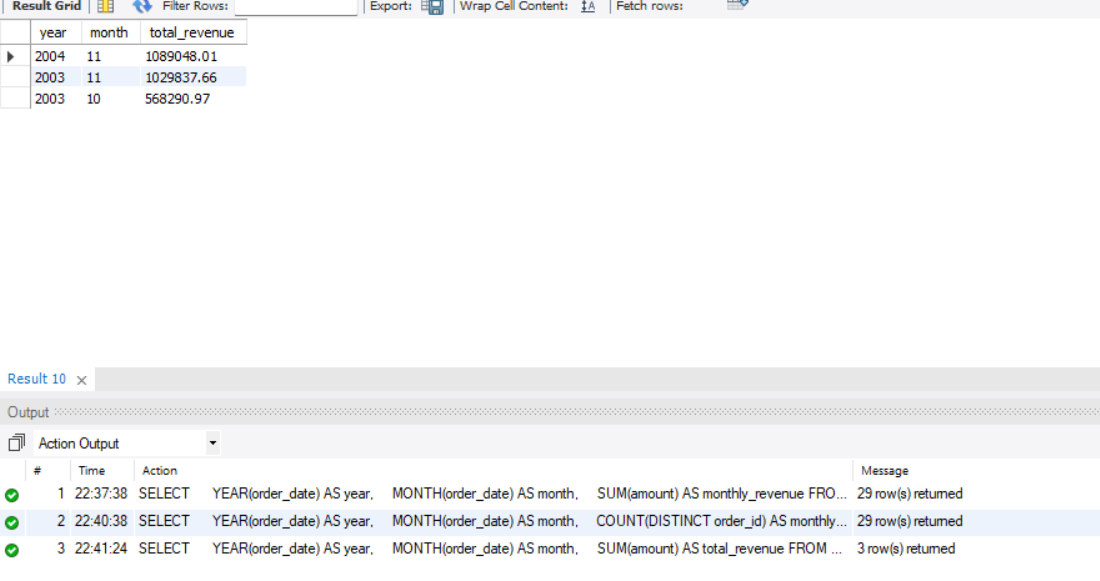 Result Grid Filter Rows: Export: Wrap Cell Content: Fetch rows:
year month total_revenue
2004 11 1089048.01
2003 11 1029837.66
2003 10 568290.97
Result 10
Output
Action Output
# Time Action Message
1 22:37:38 SELECT YEAR(order_date) AS year, MONTH(order_date) AS month, SUM(amount) AS monthly_revenue FRO... 29 row(s) returned
2 22:40:38 SELECT YEAR(order_date) AS year, MONTH(order_date) AS month, COUNT(DISTINCT order_id) AS monthly... 29 row(s) returned
3 22:41:24 SELECT YEAR(order_date) AS year, MONTH(order_date) AS month, SUM(amount) AS total_revenue FROM ... 3 row(s) returned